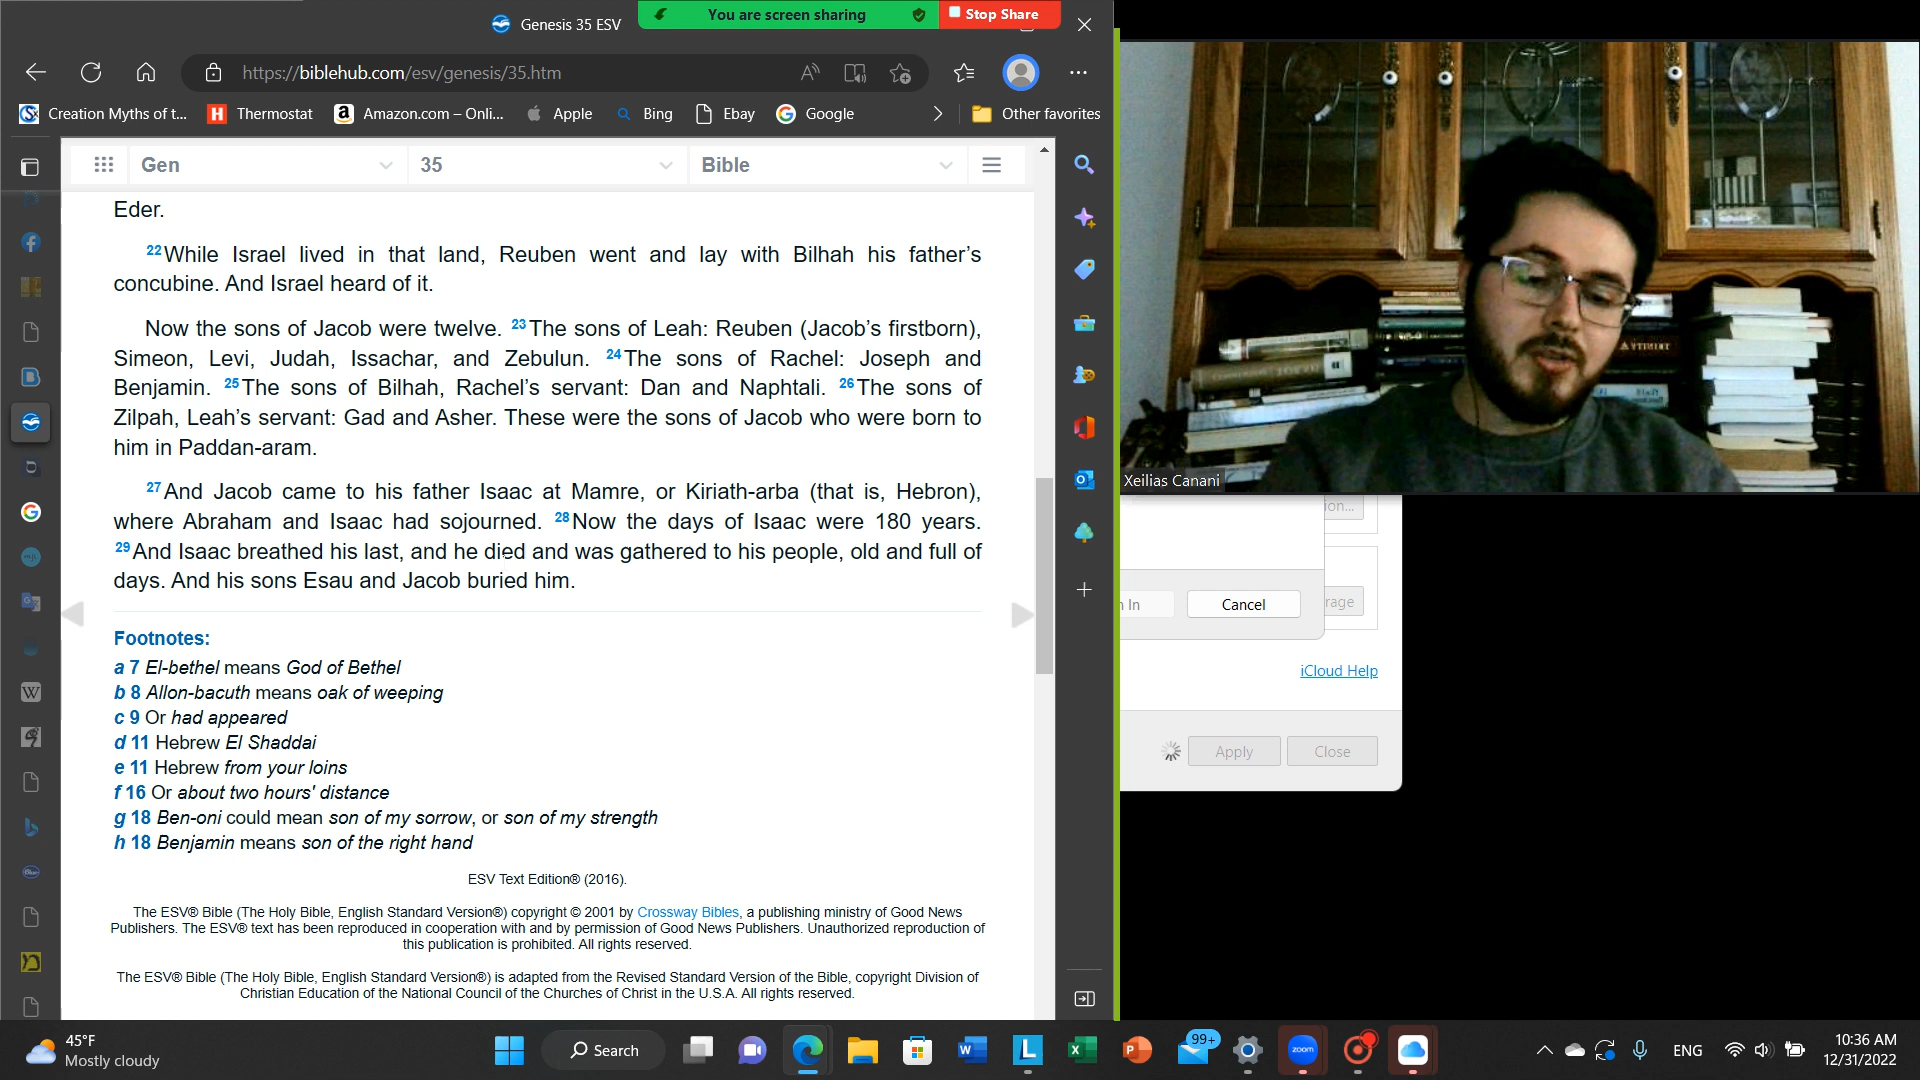 Genesis 35 ESV
You are screen sharing
Stop Share
https://biblehub.com/esv/genesis/35.htm
Creation Myths of t...
Thermostat
Amazon.com – Onli...
Apple
Bing
Ebay
Google
Other favorites
Gen
35
Bible
Eder.
22While Israel lived in that land, Reuben went and lay with Bilhah his father’s
concubine. And Israel heard of it.
Now the sons of Jacob were twelve. 23The sons of Leah: Reuben (Jacob’s firstborn),
Simeon, Levi, Judah, Issachar, and Zebulun. 24The sons of Rachel: Joseph and
Benjamin. 25The sons of Bilhah, Rachel’s servant: Dan and Naphtali. 26The sons of
Zilpah, Leah’s servant: Gad and Asher. These were the sons of Jacob who were born to
him in Paddan-aram.
27And Jacob came to his father Isaac at Mamre, or Kiriath-arba (that is, Hebron),
where Abraham and Isaac had sojourned. 28Now the days of Isaac were 180 years.
29And Isaac breathed his last, and he died and was gathered to his people, old and full of
days. And his sons Esau and Jacob buried him.
Footnotes:
a 7 El-bethel means God of Bethel
b 8 Allon-bacuth means oak of weeping
c 9 Or had appeared
d 11 Hebrew El Shaddai
e 11 Hebrew from your loins
f 16 Or about two hours' distance
g 18 Ben-oni could mean son of my sorrow, or son of my strength
h 18 Benjamin means son of the right hand
ESV Text Edition® (2016).
The ESV® Bible (The Holy Bible, English Standard Version®) copyright © 2001 by Crossway Bibles, a publishing ministry of Good News
Publishers. The ESV® text has been reproduced in cooperation with and by permission of Good News Publishers. Unauthorized reproduction of
this publication is prohibited. All rights reserved.
The ESV® Bible (The Holy Bible, English Standard Version®) is adapted from the Revised Standard Version of the Bible, copyright Division of
Christian Education of the National Council of the Churches of Christ in the U.S.A. All rights reserved.
Xeilias Canani
ion...
n In
Cancel
rage
iCloud Help
Apply
Close
45°F
Mostly cloudy
Search
99+
zoom
ENG
10:36 AM
12/31/2022